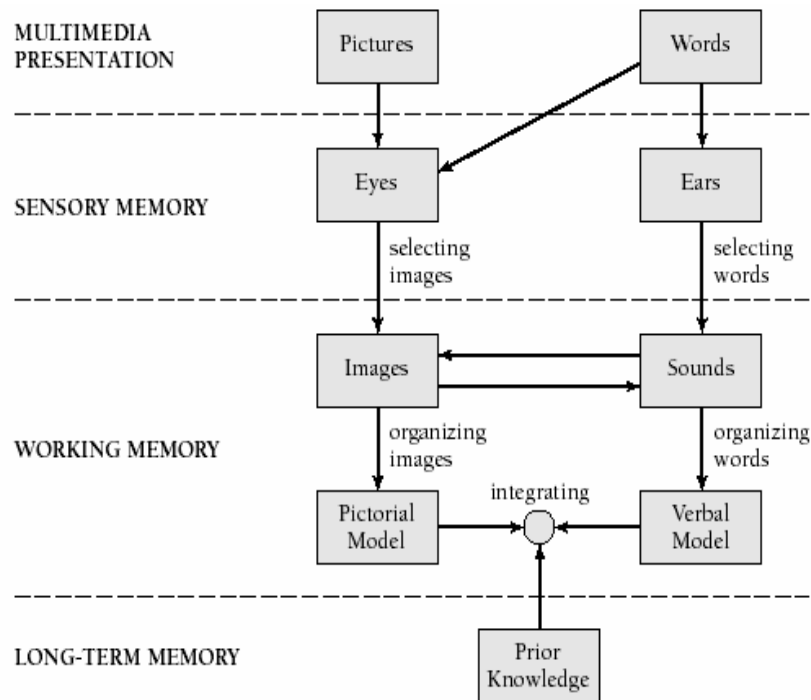 MULTIMEDIA
PRESENTATION
Pictures
Words
SENSORY MEMORY
Eyes
Ears
selecting
images
selecting
words
WORKING MEMORY
Images
Sounds
organizing
images
organizing
words
integrating
Pictorial
Model
Verbal
Model
LONG-TERM MEMORY
Prior
Knowledge